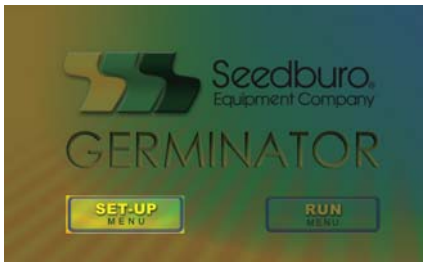 Seedburo®
Equipment Company
GERMINATOR
SET-UP RUN
MENU MENU